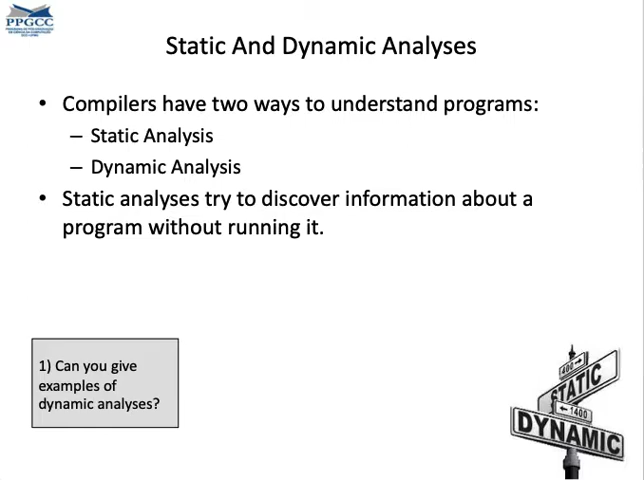 PPGCC
Static And Dynamic Analyses
• Compilers have two ways to understand programs:
– Static Analysis
– Dynamic Analysis
• Static analyses try to discover information about a
program without running it.
1) Can you give
examples of
dynamic analyses?
400 →
STATIC
← 1400
DYNAMIC